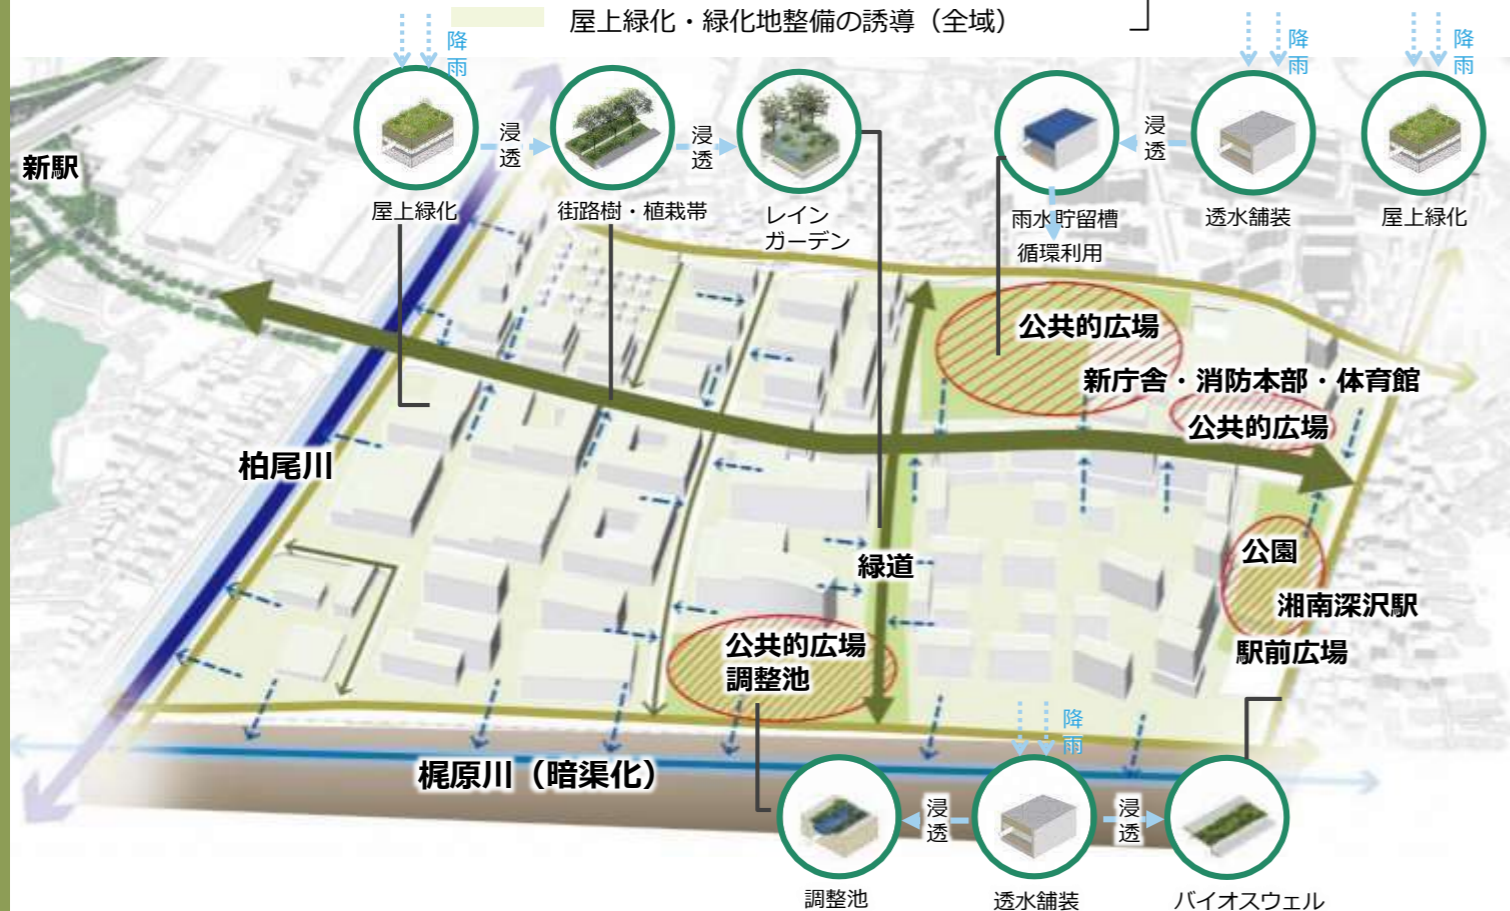 屋上緑化・緑化地整備の誘導（全域）
降雨
降雨
降雨
浸透
浸透
浸透
新駅
屋上緑化
街路樹・植栽帯
レイン
ガーデン
雨水貯留槽
循環利用
透水舗装
屋上緑化
公共的広場
新庁舎・消防本部・体育館
公共的広場
柏尾川
緑道
公園
湘南深沢駅
駅前広場
公共的広場
調整池
降雨
梶原川（暗渠化）
浸透
浸透
調整池
透水舗装
バイオスウェル